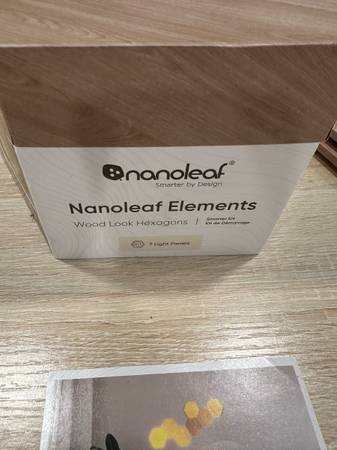 nanoleaf®
Smarter by Design
Nanoleaf Elements
Wood Look Hexagons | Smarter Kit
Kit de Démarrage
7 Light Panels